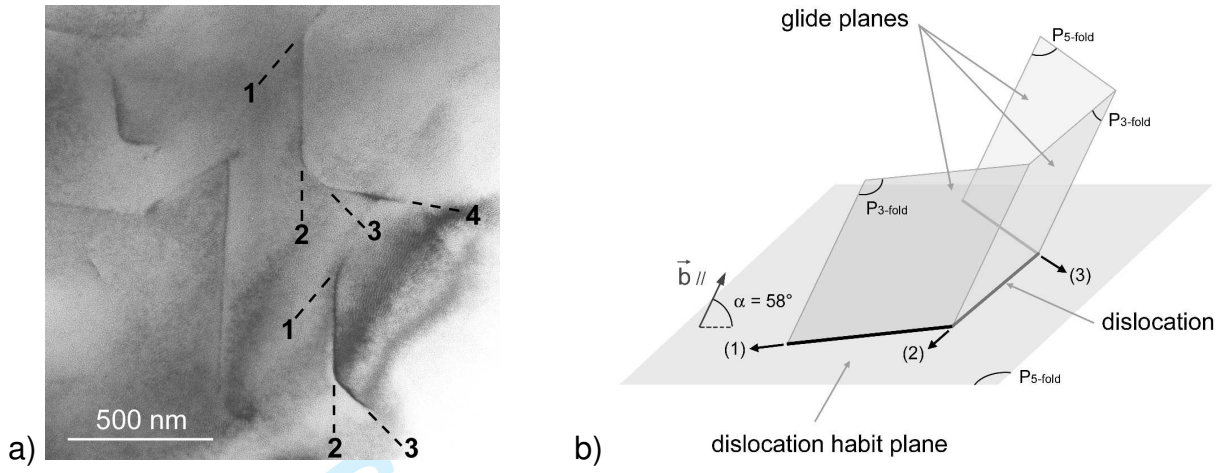 1
2
3
4
1
2
3
500 nm
a)
glide planes
P5-fold
P3-fold
P3-fold
b //
α = 58°
(1)
(2)
(3)
dislocation
P5-fold
dislocation habit plane
b)